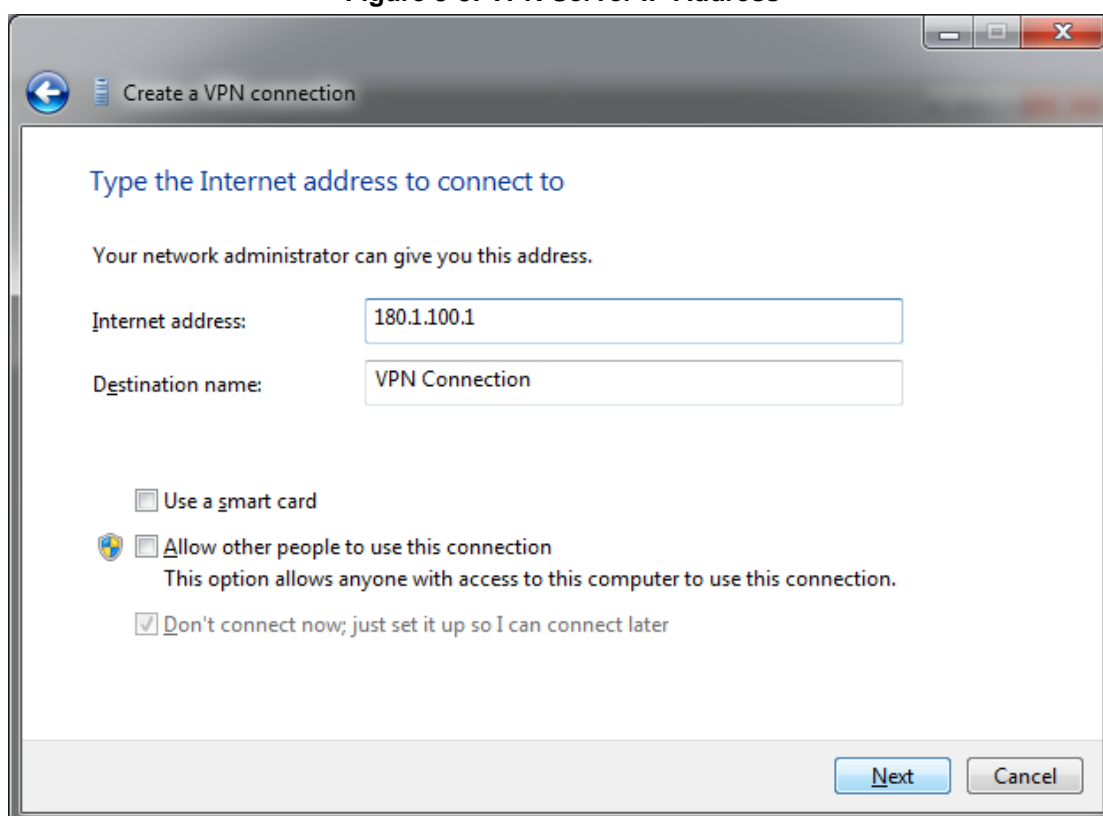 Create a VPN connection
Type the Internet address to connect to
Your network administrator can give you this address.
Internet address: 180.1.100.1
Destination name: VPN Connection
Use a smart card
Allow other people to use this connection
This option allows anyone with access to this computer to use this connection.
Don't connect now; just set it up so I can connect later
Next Cancel